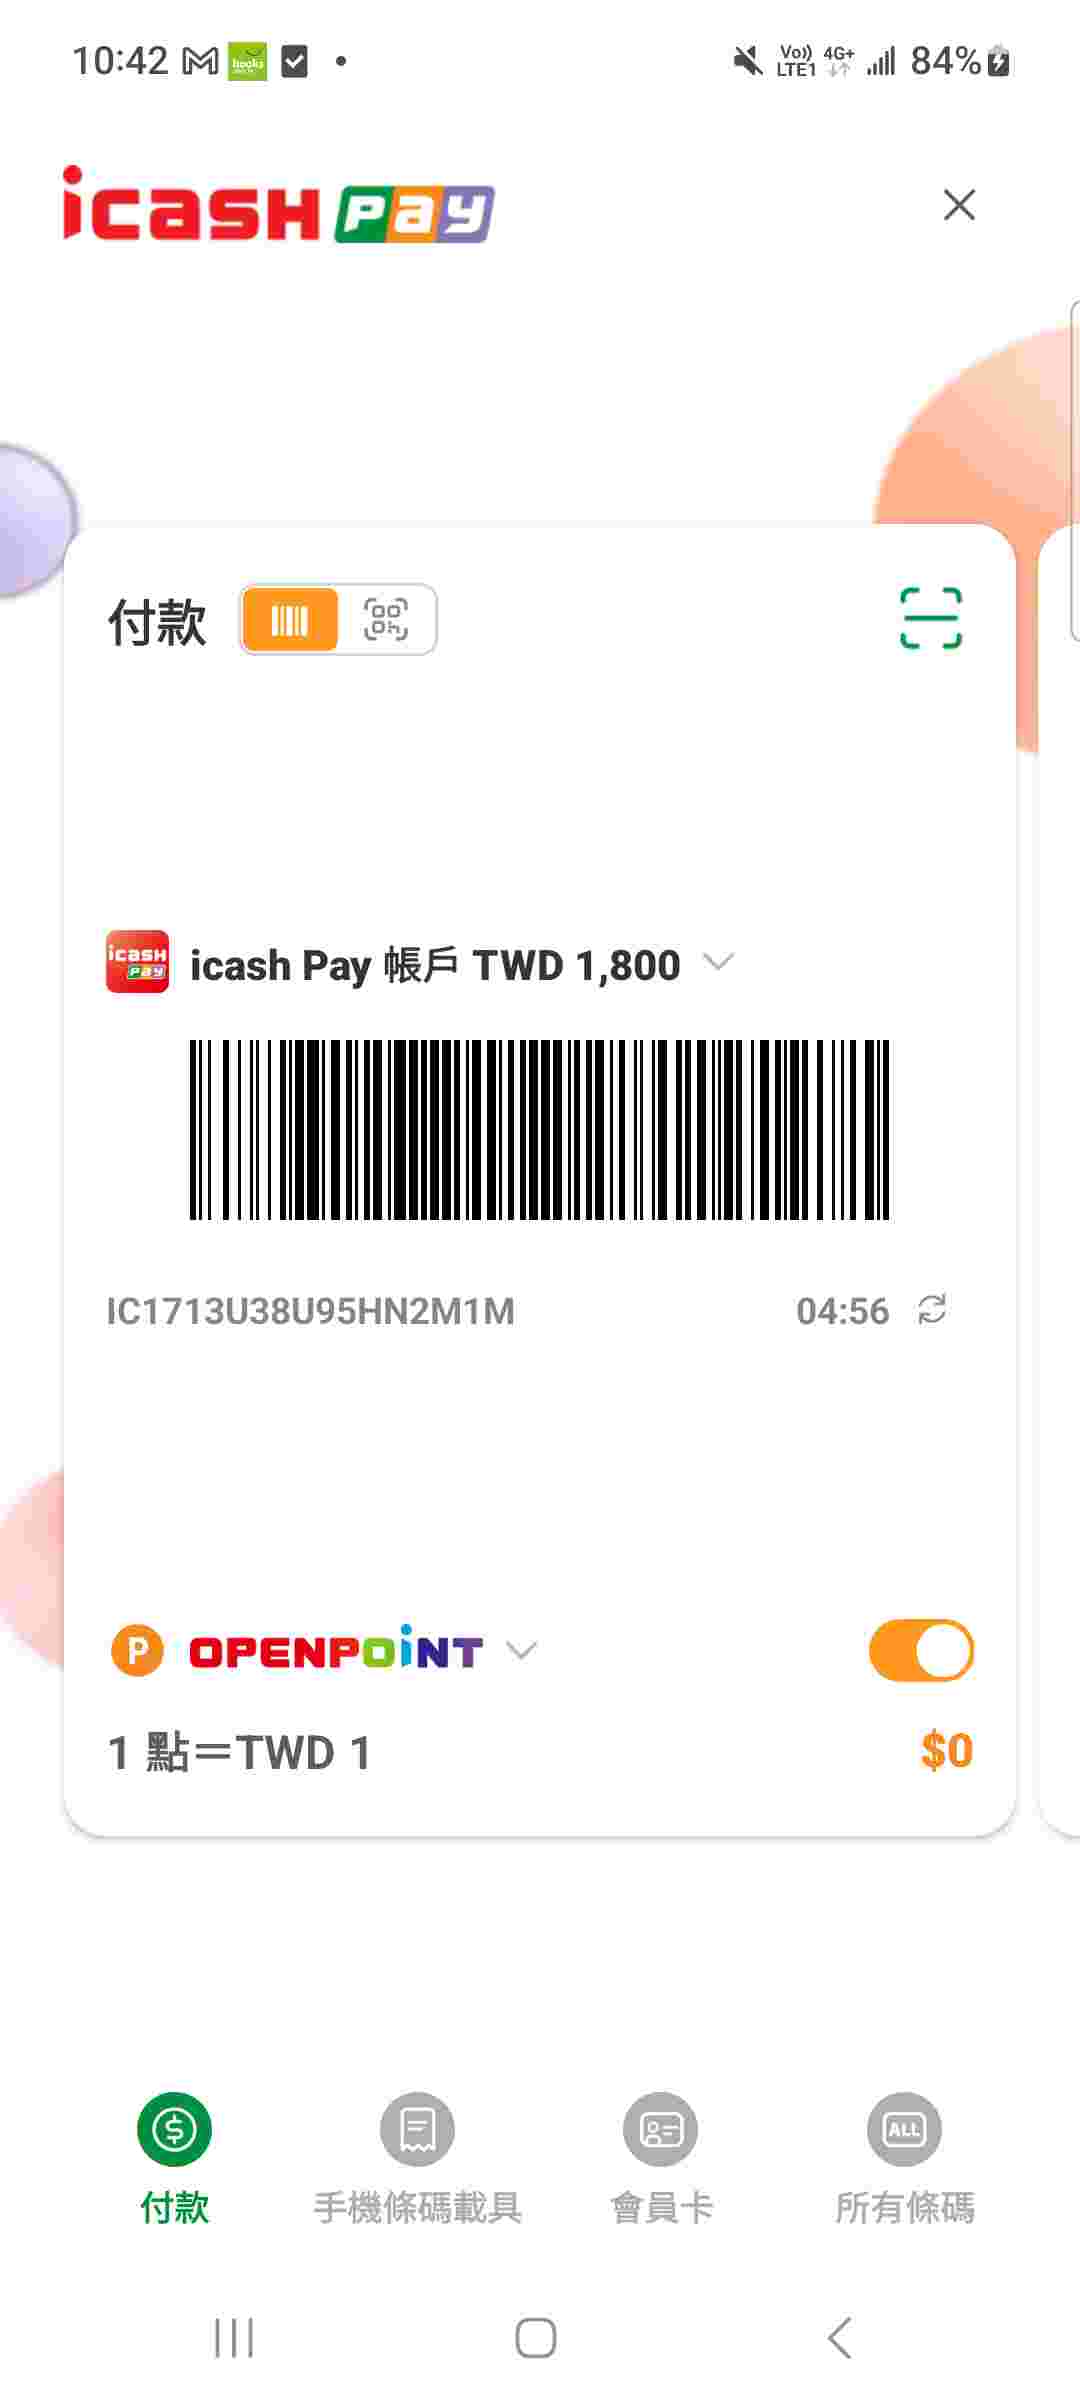 10:42
books
Vo))
LTE1
4G+
84%
icash Pay
付款
icash Pay
icash Pay 帳戶 TWD 1,800
IC1713U38U95HN2M1M
04:56
P OPENPOINT
1 點=TWD 1
$0
ALL
付款
手機條碼載具
會員卡
所有條碼